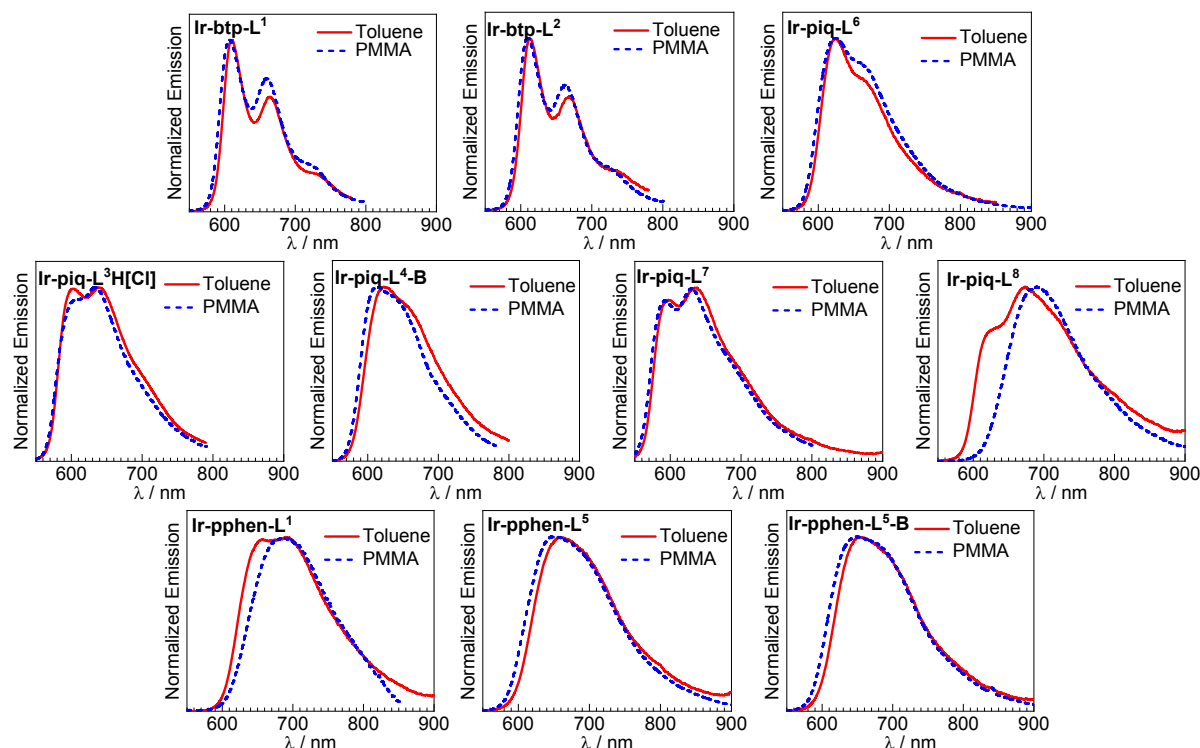 Ir-btp-L¹
Toluene
PMMA
Normalized Emission
600 700 800 900
λ / nm
Ir-btp-L²
Toluene
PMMA
Normalized Emission
600 700 800 900
λ / nm
Ir-piq-L⁶
Toluene
PMMA
Normalized Emission
600 700 800 900
λ / nm
Ir-piq-L³H[Cl]
Toluene
PMMA
Normalized Emission
600 700 800 900
λ / nm
Ir-piq-L⁴-B
Toluene
PMMA
Normalized Emission
600 700 800 900
λ / nm
Ir-piq-L⁷
Toluene
PMMA
Normalized Emission
600 700 800 900
λ / nm
Ir-piq-L⁸
Toluene
PMMA
Normalized Emission
600 700 800 900
λ / nm
Ir-pphen-L¹
Toluene
PMMA
Normalized Emission
600 700 800 900
λ / nm
Ir-pphen-L⁵
Toluene
PMMA
Normalized Emission
600 700 800 900
λ / nm
Ir-pphen-L⁵-B
Toluene
PMMA
Normalized Emission
600 700 800 900
λ / nm